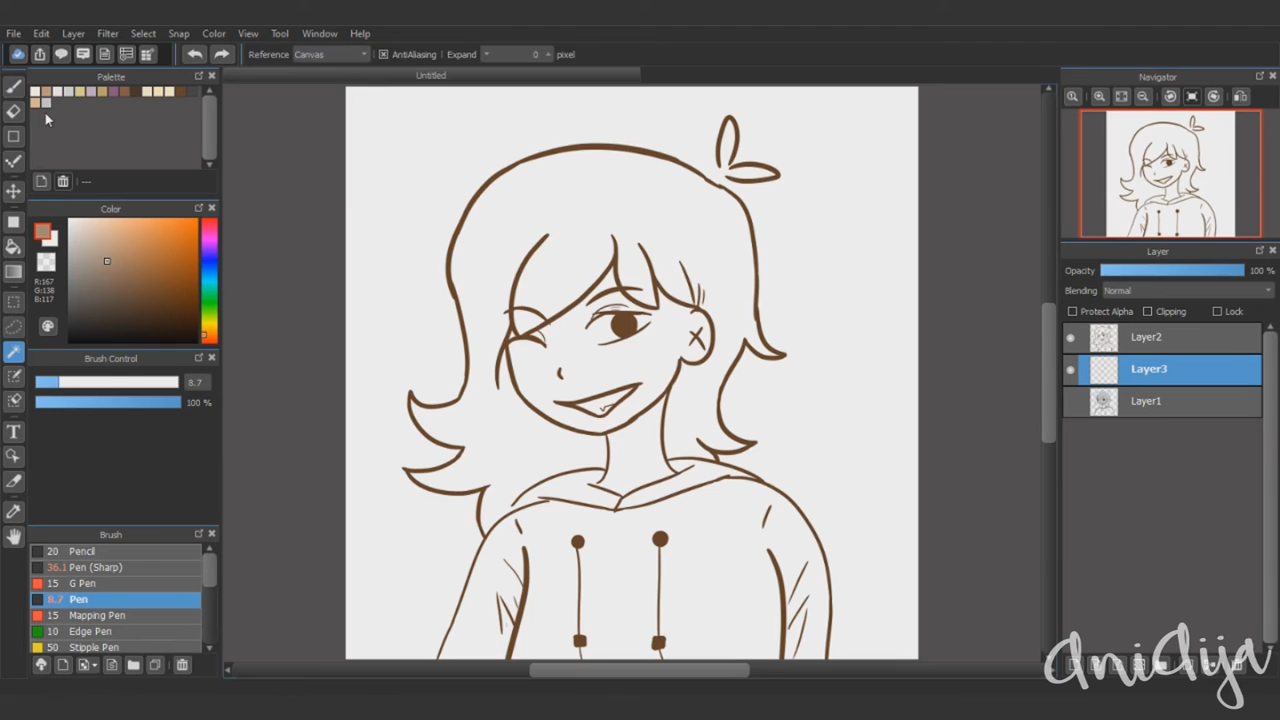 File Edit Layer Filter Select Snap Color View Tool Window Help
Reference Canvas AntiAliasing Expand 0 pixel
Palette
Untitled
Navigator
---
Color
R:167
G:138
B:117
Brush Control
8.7
100 %
Brush
20 Pencil
36.1 Pen (Sharp)
15 G Pen
8.7 Pen
15 Mapping Pen
10 Edge Pen
50 Stipple Pen
Layer
Opacity 100 %
Blending Normal
Protect Alpha Clipping Lock
Layer2
Layer3
Layer1
anidija